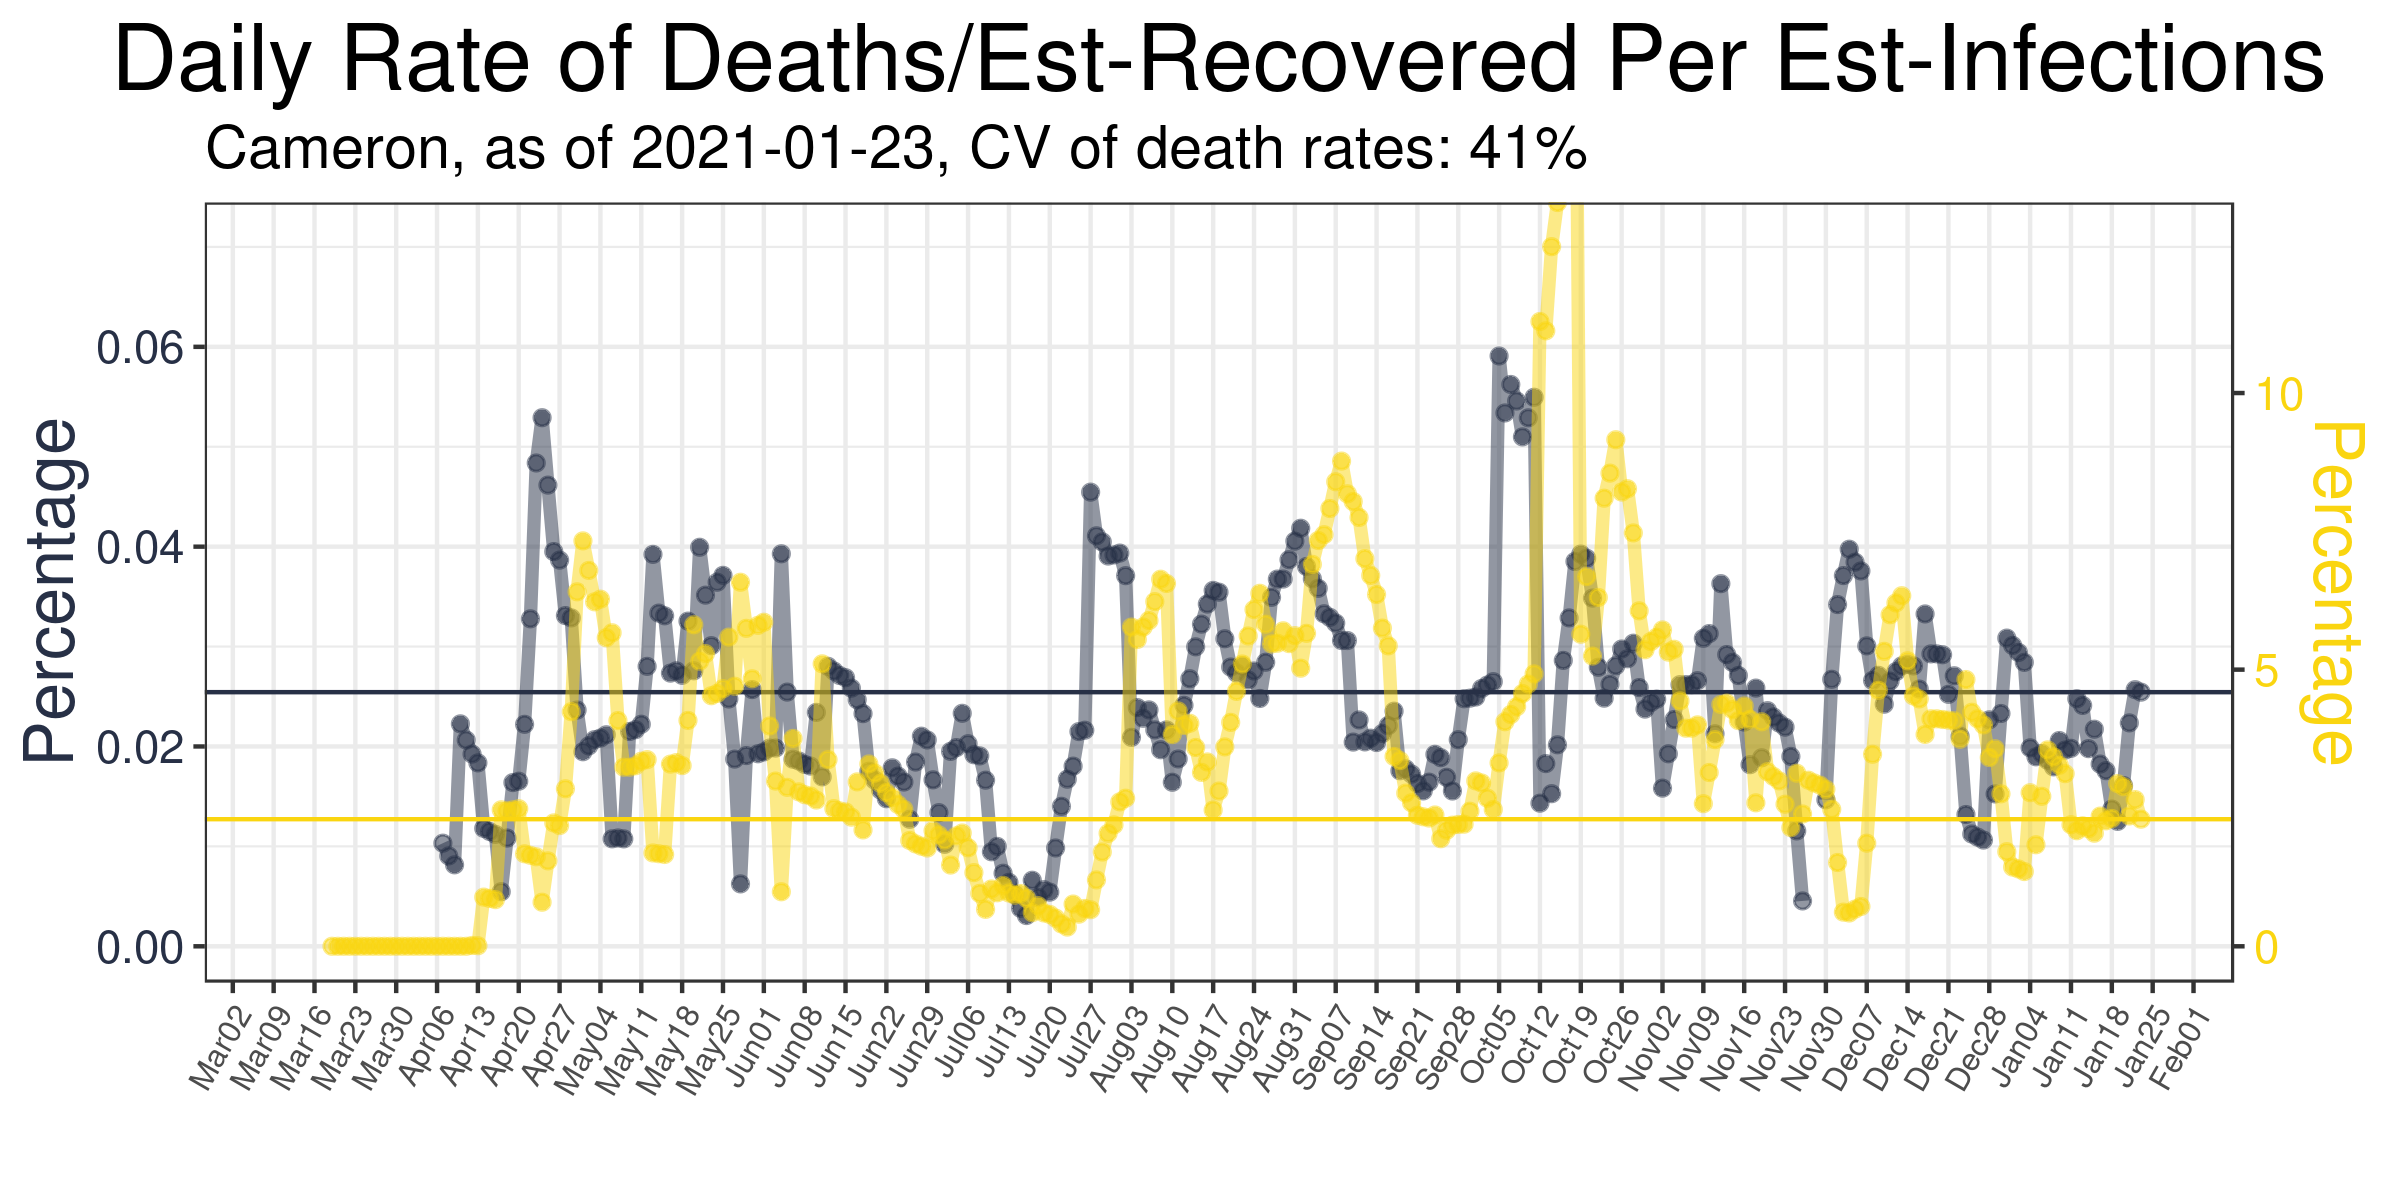 Daily Rate of Deaths/Est-Recovered Per Est-Infections
Cameron, as of 2021-01-23, CV of death rates: 41%
Percentage
0.06
0.04
0.02
0.00
10
5
0
Percentage
Mar02
Mar09
Mar16
Mar23
Mar30
Apr06
Apr13
Apr20
Apr27
May04
May11
May18
May25
Jun01
Jun08
Jun15
Jun22
Jun29
Jul06
Jul13
Jul20
Jul27
Aug03
Aug10
Aug17
Aug24
Aug31
Sep07
Sep14
Sep21
Sep28
Oct05
Oct12
Oct19
Oct26
Nov02
Nov09
Nov16
Nov23
Nov30
Dec07
Dec14
Dec21
Dec28
Jan04
Jan11
Jan18
Jan25
Feb01